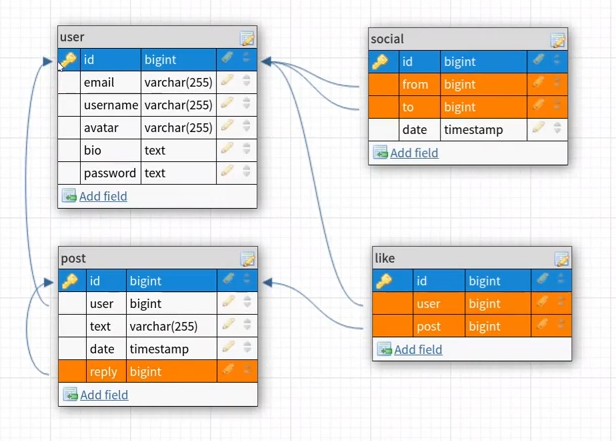 user
id bigint
email varchar(255)
username varchar(255)
avatar varchar(255)
bio text
password text
Add field
social
id bigint
from bigint
to bigint
date timestamp
Add field
post
id bigint
user bigint
text varchar(255)
date timestamp
reply bigint
Add field
like
id bigint
user bigint
post bigint
Add field